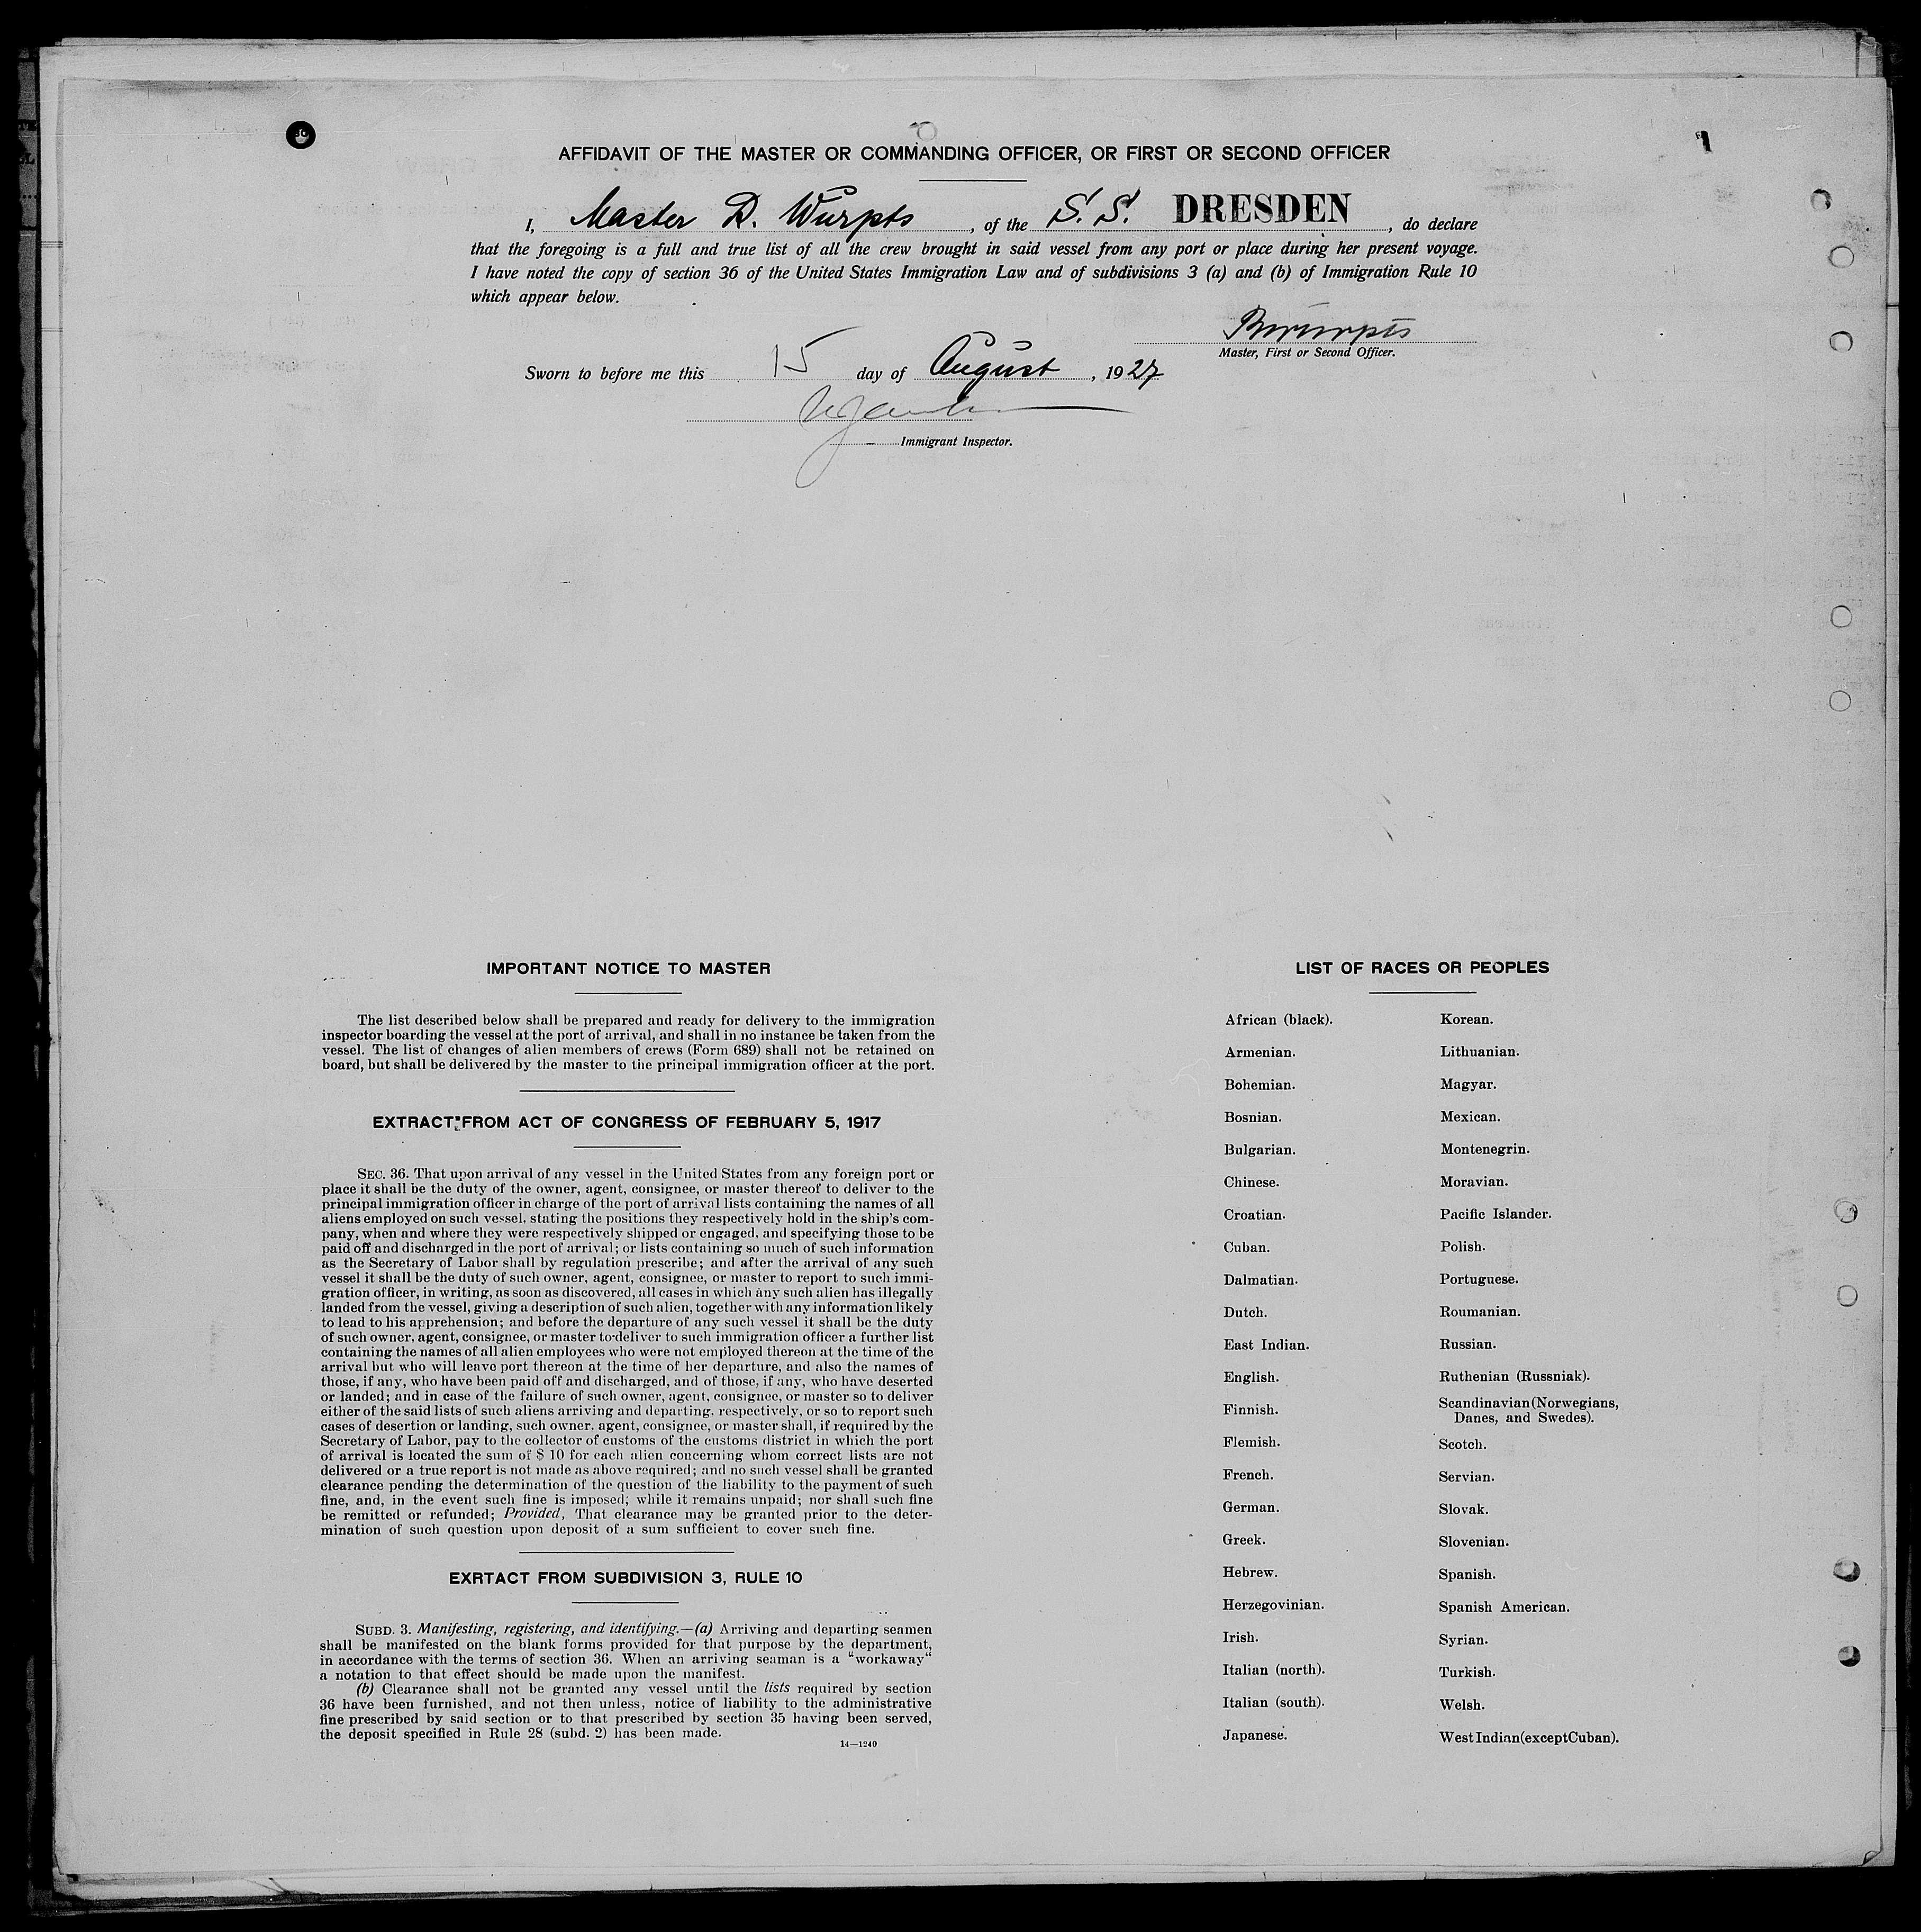 AFFIDAVIT OF THE MASTER OR COMMANDING OFFICER, OR FIRST OR SECOND OFFICER
I, Master D. Wurpts, of the S.S. DRESDEN, do declare
that the foregoing is a full and true list of all the crew brought in said vessel from any port or place during her present voyage.
I have noted the copy of section 36 of the United States Immigration Law and of subdivisions 3 (a) and (b) of Immigration Rule 10
which appear below.
Master, First or Second Officer.
Sworn to before me this 15 day of August, 1927
Immigrant Inspector.
IMPORTANT NOTICE TO MASTER
The list described below shall be prepared and ready for delivery to the immigration
inspector boarding the vessel at the port of arrival, and shall in no instance be taken from the
vessel. The list of changes of alien members of crews (Form 689) shall not be retained on
board, but shall be delivered by the master to the principal immigration officer at the port.
EXTRACT FROM ACT OF CONGRESS OF FEBRUARY 5, 1917
SEC. 36. That upon arrival of any vessel in the United States from any foreign port or
place it shall be the duty of the owner, agent, consignee, or master thereof to deliver to the
principal immigration officer in charge of the port of arrival lists containing the names of all
aliens employed on such vessel, stating the positions they respectively hold in the ship's com-
pany, when and where they were respectively shipped or engaged, and specifying those to be
paid off and discharged in the port of arrival; or lists containing so much of such information
as the Secretary of Labor shall by regulation prescribe; and after the arrival of any such
vessel it shall be the duty of such owner, agent, consignee, or master to report to such immi-
gration officer, in writing, as soon as discovered, all cases in which any such alien has illegally
landed from the vessel, giving a description of such alien, together with any information likely
to lead to his apprehension; and before the departure of any such vessel it shall be the duty
of such owner, agent, consignee, or master to deliver to such immigration officer a further list
containing the names of all alien employees who were not employed thereon at the time of the
arrival but who will leave port thereon at the time of her departure, and also the names of
those, if any, who have been paid off and discharged, and of those, if any, who have deserted
or landed; and in case of the failure of such owner, agent, consignee, or master so to deliver
either of the said lists of such aliens arriving and departing, respectively, or so to report such
cases of desertion or landing, such owner, agent, consignee, or master shall, if required by the
Secretary of Labor, pay to the collector of customs of the customs district in which the port
of arrival is located the sum of $ 10 for each alien concerning whom correct lists are not
delivered or a true report is not made as above required; and no such vessel shall be granted
clearance pending the determination of the question of the liability to the payment of such
fine, and, in the event such fine is imposed; while it remains unpaid; nor shall such fine
be remitted or refunded; Provided, That clearance may be granted prior to the deter-
mination of such question upon deposit of a sum sufficient to cover such fine.
EXRTACT FROM SUBDIVISION 3, RULE 10
SUBD. 3. Manifesting, registering, and identifying.—(a) Arriving and departing seamen
shall be manifested on the blank forms provided for that purpose by the department,
in accordance with the terms of section 36. When an arriving seaman is a "workaway"
a notation to that effect should be made upon the manifest.
(b) Clearance shall not be granted any vessel until the lists required by section
36 have been furnished, and not then unless, notice of liability to the administrative
fine prescribed by said section or to that prescribed by section 35 having been served,
the deposit specified in Rule 28 (subd. 2) has been made.
14—1240
LIST OF RACES OR PEOPLES
African (black).
Armenian.
Bohemian.
Bosnian.
Bulgarian.
Chinese.
Croatian.
Cuban.
Dalmatian.
Dutch.
East Indian.
English.
Finnish.
Flemish.
French.
German.
Greek.
Hebrew.
Herzegovinian.
Irish.
Italian (north).
Italian (south).
Japanese.
Korean.
Lithuanian.
Magyar.
Mexican.
Montenegrin.
Moravian.
Pacific Islander.
Polish.
Portuguese.
Roumanian.
Russian.
Ruthenian (Russniak).
Scandinavian (Norwegians,
Danes, and Swedes).
Scotch.
Servian.
Slovak.
Slovenian.
Spanish.
Spanish American.
Syrian.
Turkish.
Welsh.
West Indian (except Cuban).